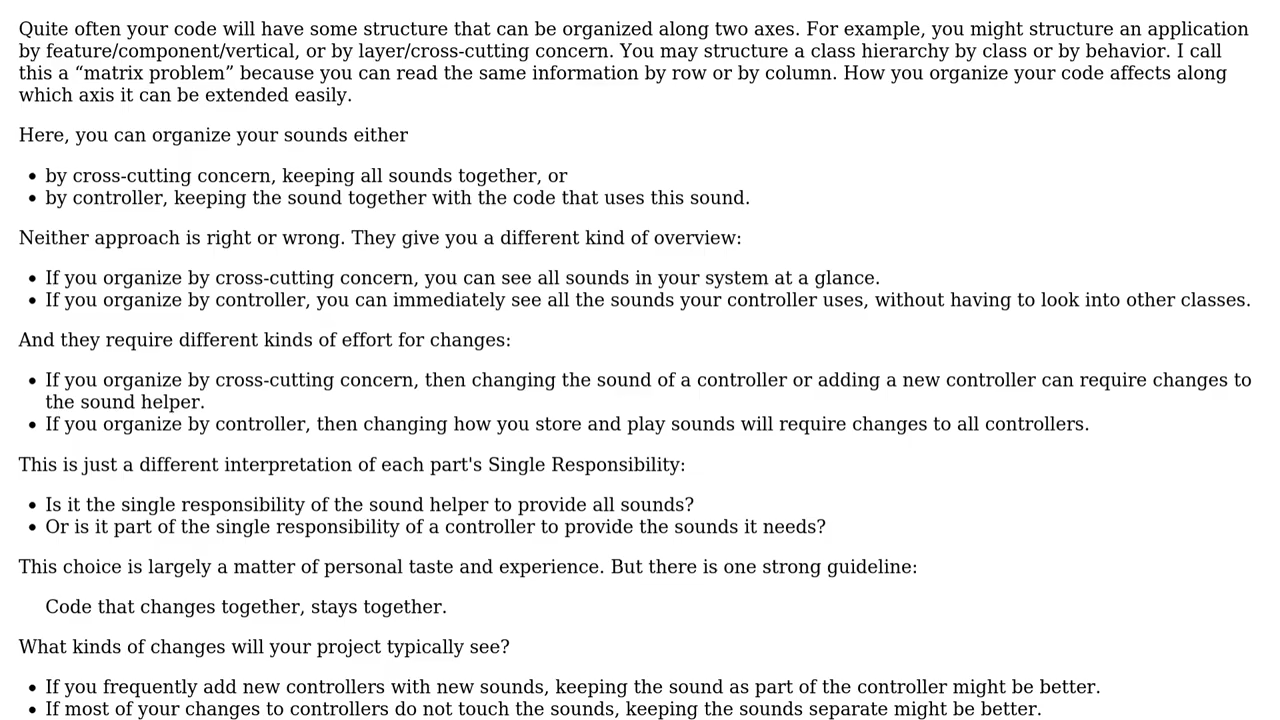 Quite often your code will have some structure that can be organized along two axes. For example, you might structure an application
by feature/component/vertical, or by layer/cross-cutting concern. You may structure a class hierarchy by class or by behavior. I call
this a “matrix problem” because you can read the same information by row or by column. How you organize your code affects along
which axis it can be extended easily.
Here, you can organize your sounds either
• by cross-cutting concern, keeping all sounds together, or
• by controller, keeping the sound together with the code that uses this sound.
Neither approach is right or wrong. They give you a different kind of overview:
• If you organize by cross-cutting concern, you can see all sounds in your system at a glance.
• If you organize by controller, you can immediately see all the sounds your controller uses, without having to look into other classes.
And they require different kinds of effort for changes:
• If you organize by cross-cutting concern, then changing the sound of a controller or adding a new controller can require changes to
the sound helper.
• If you organize by controller, then changing how you store and play sounds will require changes to all controllers.
This is just a different interpretation of each part's Single Responsibility:
• Is it the single responsibility of the sound helper to provide all sounds?
• Or is it part of the single responsibility of a controller to provide the sounds it needs?
This choice is largely a matter of personal taste and experience. But there is one strong guideline:
Code that changes together, stays together.
What kinds of changes will your project typically see?
• If you frequently add new controllers with new sounds, keeping the sound as part of the controller might be better.
• If most of your changes to controllers do not touch the sounds, keeping the sounds separate might be better.